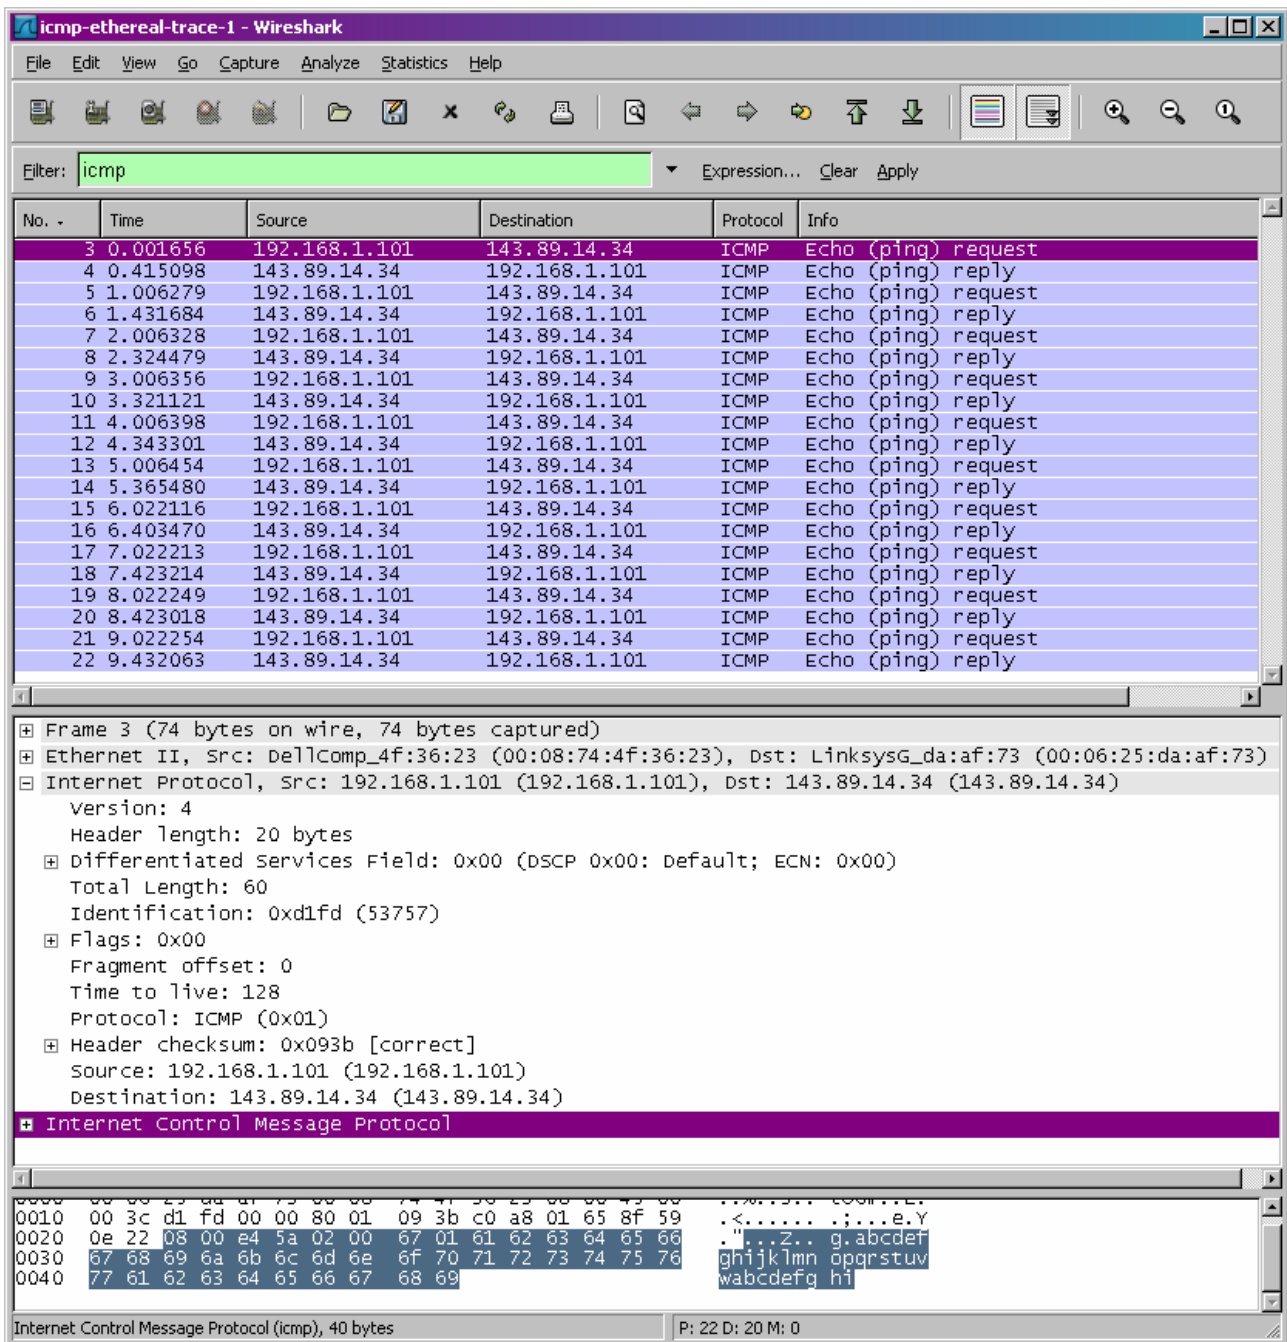 icmp-ethereal-trace-1 - Wireshark
File Edit View Go Capture Analyze Statistics Help
Filter: icmp Expression... Clear Apply
No. Time Source Destination Protocol Info
3 0.001656 192.168.1.101 143.89.14.34 ICMP Echo (ping) request
4 0.415098 143.89.14.34 192.168.1.101 ICMP Echo (ping) reply
5 1.006279 192.168.1.101 143.89.14.34 ICMP Echo (ping) request
6 1.431684 143.89.14.34 192.168.1.101 ICMP Echo (ping) reply
7 2.006328 192.168.1.101 143.89.14.34 ICMP Echo (ping) request
8 2.324479 143.89.14.34 192.168.1.101 ICMP Echo (ping) reply
9 3.006356 192.168.1.101 143.89.14.34 ICMP Echo (ping) request
10 3.321121 143.89.14.34 192.168.1.101 ICMP Echo (ping) reply
11 4.006398 192.168.1.101 143.89.14.34 ICMP Echo (ping) request
12 4.343301 143.89.14.34 192.168.1.101 ICMP Echo (ping) reply
13 5.006454 192.168.1.101 143.89.14.34 ICMP Echo (ping) request
14 5.365480 143.89.14.34 192.168.1.101 ICMP Echo (ping) reply
15 6.022116 192.168.1.101 143.89.14.34 ICMP Echo (ping) request
16 6.403470 143.89.14.34 192.168.1.101 ICMP Echo (ping) reply
17 7.022213 192.168.1.101 143.89.14.34 ICMP Echo (ping) request
18 7.423214 143.89.14.34 192.168.1.101 ICMP Echo (ping) reply
19 8.022249 192.168.1.101 143.89.14.34 ICMP Echo (ping) request
20 8.423018 143.89.14.34 192.168.1.101 ICMP Echo (ping) reply
21 9.022254 192.168.1.101 143.89.14.34 ICMP Echo (ping) request
22 9.432063 143.89.14.34 192.168.1.101 ICMP Echo (ping) reply
Frame 3 (74 bytes on wire, 74 bytes captured)
Ethernet II, Src: DellComp_4f:36:23 (00:08:74:4f:36:23), Dst: LinksysG_da:af:73 (00:06:25:da:af:73)
Internet Protocol, Src: 192.168.1.101 (192.168.1.101), Dst: 143.89.14.34 (143.89.14.34)
Version: 4
Header length: 20 bytes
Differentiated Services Field: 0x00 (DSCP 0x00: Default; ECN: 0x00)
Total Length: 60
Identification: 0xd1fd (53757)
Flags: 0x00
Fragment offset: 0
Time to live: 128
Protocol: ICMP (0x01)
Header checksum: 0x093b [correct]
Source: 192.168.1.101 (192.168.1.101)
Destination: 143.89.14.34 (143.89.14.34)
Internet Control Message Protocol
0010 00 3c d1 fd 00 00 80 01 09 3b c0 a8 01 65 8f 59 .<...... .;...e.Y
0020 0e 22 08 00 e4 5a 02 00 67 01 61 62 63 64 65 66 ."...Z.. g.abcdef
0030 67 68 69 6a 6b 6c 6d 6e 6f 70 71 72 73 74 75 76 ghijklmn opqrstuv
0040 77 61 62 63 64 65 66 67 68 69 wabcdefg hi
Internet Control Message Protocol (icmp), 40 bytes P: 22 D: 20 M: 0